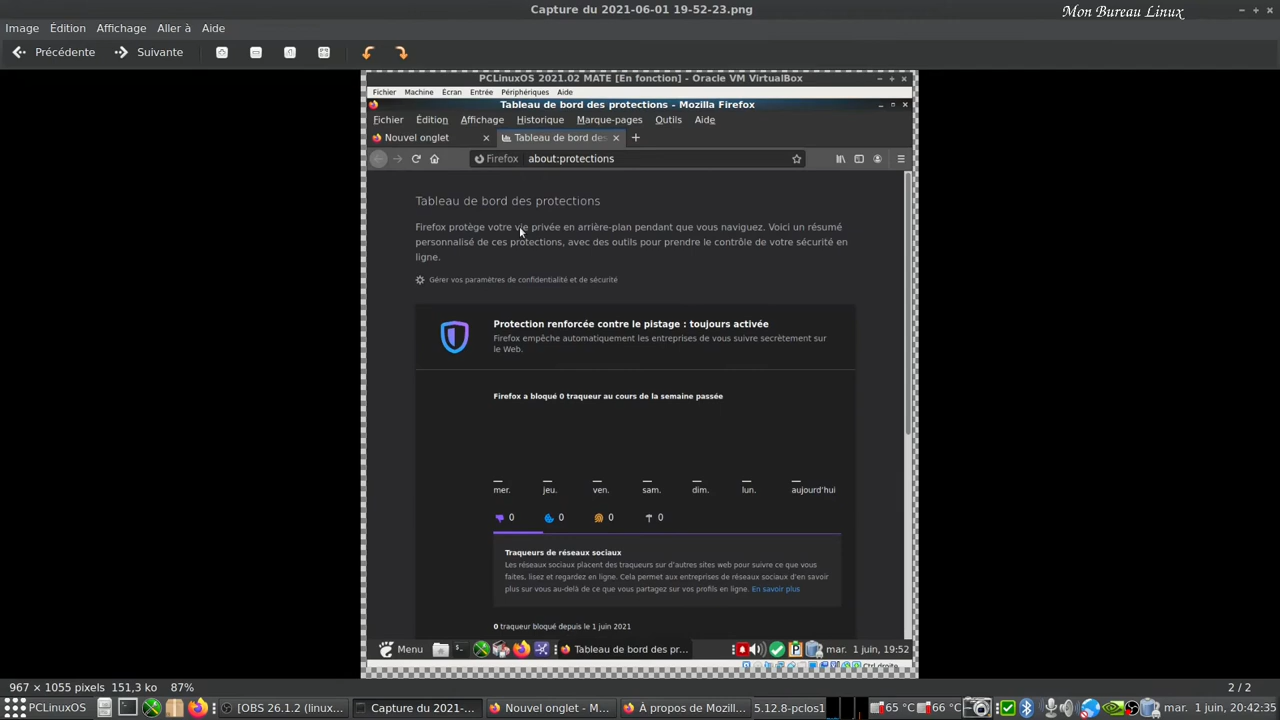 Capture du 2021-06-01 19-52-23.png
Mon Bureau Linux
Image Édition Affichage Aller à Aide
Précédente Suivante
PCLinuxOS 2021.02 MATE [En fonction] - Oracle VM VirtualBox
Fichier Machine Écran Entrée Périphériques Aide
Tableau de bord des protections - Mozilla Firefox
Fichier Édition Affichage Historique Marque-pages Outils Aide
Nouvel onglet Tableau de bord des
Firefox about:protections
Tableau de bord des protections
Firefox protège votre vie privée en arrière-plan pendant que vous naviguez. Voici un résumé
personnalisé de ces protections, avec des outils pour prendre le contrôle de votre sécurité en
ligne.
Gérer vos paramètres de confidentialité et de sécurité
Protection renforcée contre le pistage : toujours activée
Firefox empêche automatiquement les entreprises de vous suivre secrètement sur
le Web.
Firefox a bloqué 0 traqueur au cours de la semaine passée
mer. jeu. ven. sam. dim. lun. aujourd'hui
0 0 0 0
Traqueurs de réseaux sociaux
Les réseaux sociaux placent des traqueurs sur d'autres sites web pour suivre ce que vous
faites, lisez et regardez en ligne. Cela permet aux entreprises de réseaux sociaux d'en savoir
plus sur vous au-delà de ce que vous partagez sur vos profils en ligne. En savoir plus
0 traqueur bloqué depuis le 1 juin 2021
Menu Tableau de bord des pr... mar. 1 juin, 19:52
Ctrl droite
967 × 1055 pixels 151,3 ko 87% 2 / 2
PCLinuxOS [OBS 26.1.2 (linux... Capture du 2021-... Nouvel onglet - M... À propos de Mozill... 5.12.8-pclos1 65 °C 66 °C mar. 1 juin, 20:42:35